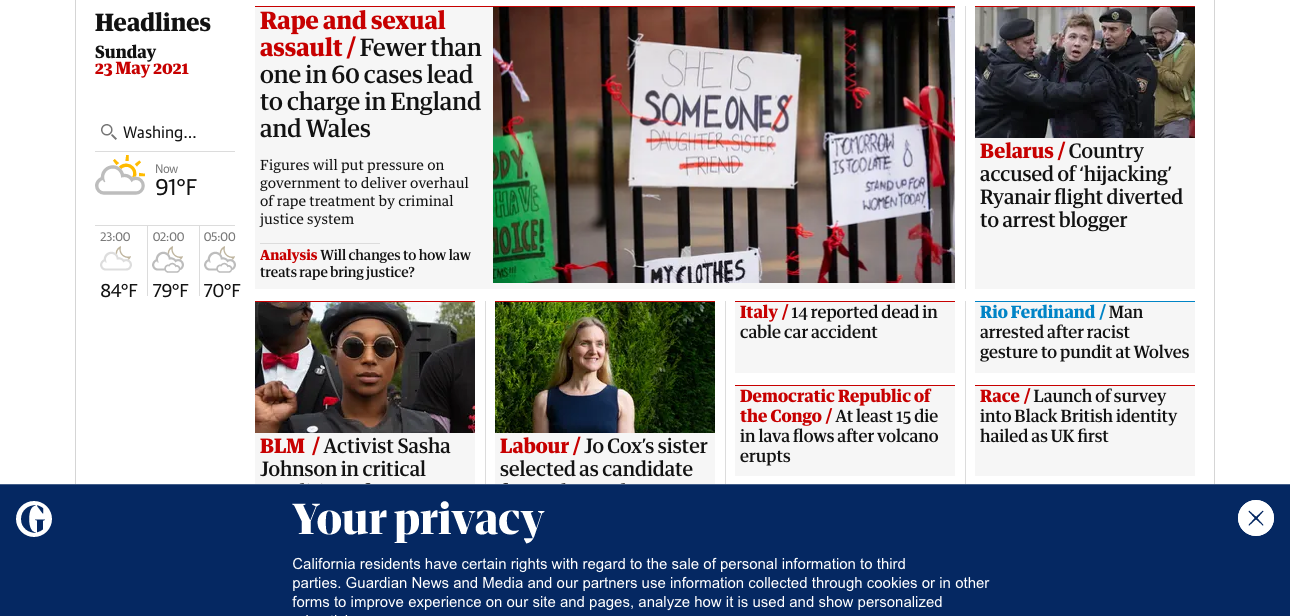 Headlines
Sunday
23 May 2021
Washing...
Now
91°F
23:00 02:00 05:00
84°F 79°F 70°F
Rape and sexual
assault / Fewer than
one in 60 cases lead
to charge in England
and Wales
Figures will put pressure on
government to deliver overhaul
of rape treatment by criminal
justice system
Analysis Will changes to how law
treats rape bring justice?
SHE IS
SOMEONES
DAUGHTER, SISTER,
FRIEND
TOMORROW
IS TOO LATE
STAND UP FOR
WOMEN TODAY
HAVE
MY CLOTHES
Belarus / Country
accused of ‘hijacking’
Ryanair flight diverted
to arrest blogger
BLM / Activist Sasha
Johnson in critical
Labour / Jo Cox’s sister
selected as candidate
Italy / 14 reported dead in
cable car accident
Democratic Republic of
the Congo / At least 15 die
in lava flows after volcano
erupts
Rio Ferdinand / Man
arrested after racist
gesture to pundit at Wolves
Race / Launch of survey
into Black British identity
hailed as UK first
G
Your privacy
California residents have certain rights with regard to the sale of personal information to third
parties. Guardian News and Media and our partners use information collected through cookies or in other
forms to improve experience on our site and pages, analyze how it is used and show personalized